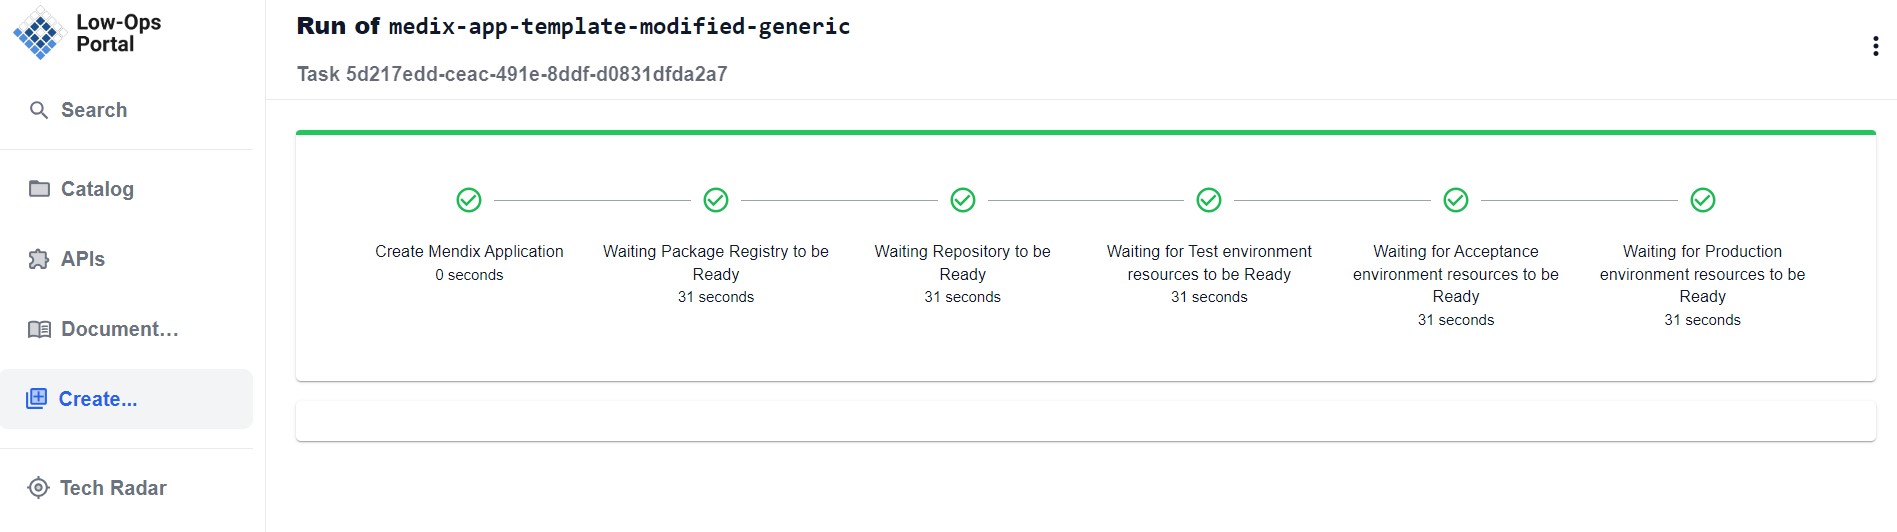 Low-Ops
Portal
Search
Catalog
APIs
Document...
Create...
Tech Radar
Run of medix-app-template-modified-generic
Task 5d217edd-ceac-491e-8ddf-d0831dfda2a7
Create Mendix Application
0 seconds
Waiting Package Registry to be
Ready
31 seconds
Waiting Repository to be
Ready
31 seconds
Waiting for Test environment
resources to be Ready
31 seconds
Waiting for Acceptance
environment resources to be
Ready
31 seconds
Waiting for Production
environment resources to be
Ready
31 seconds